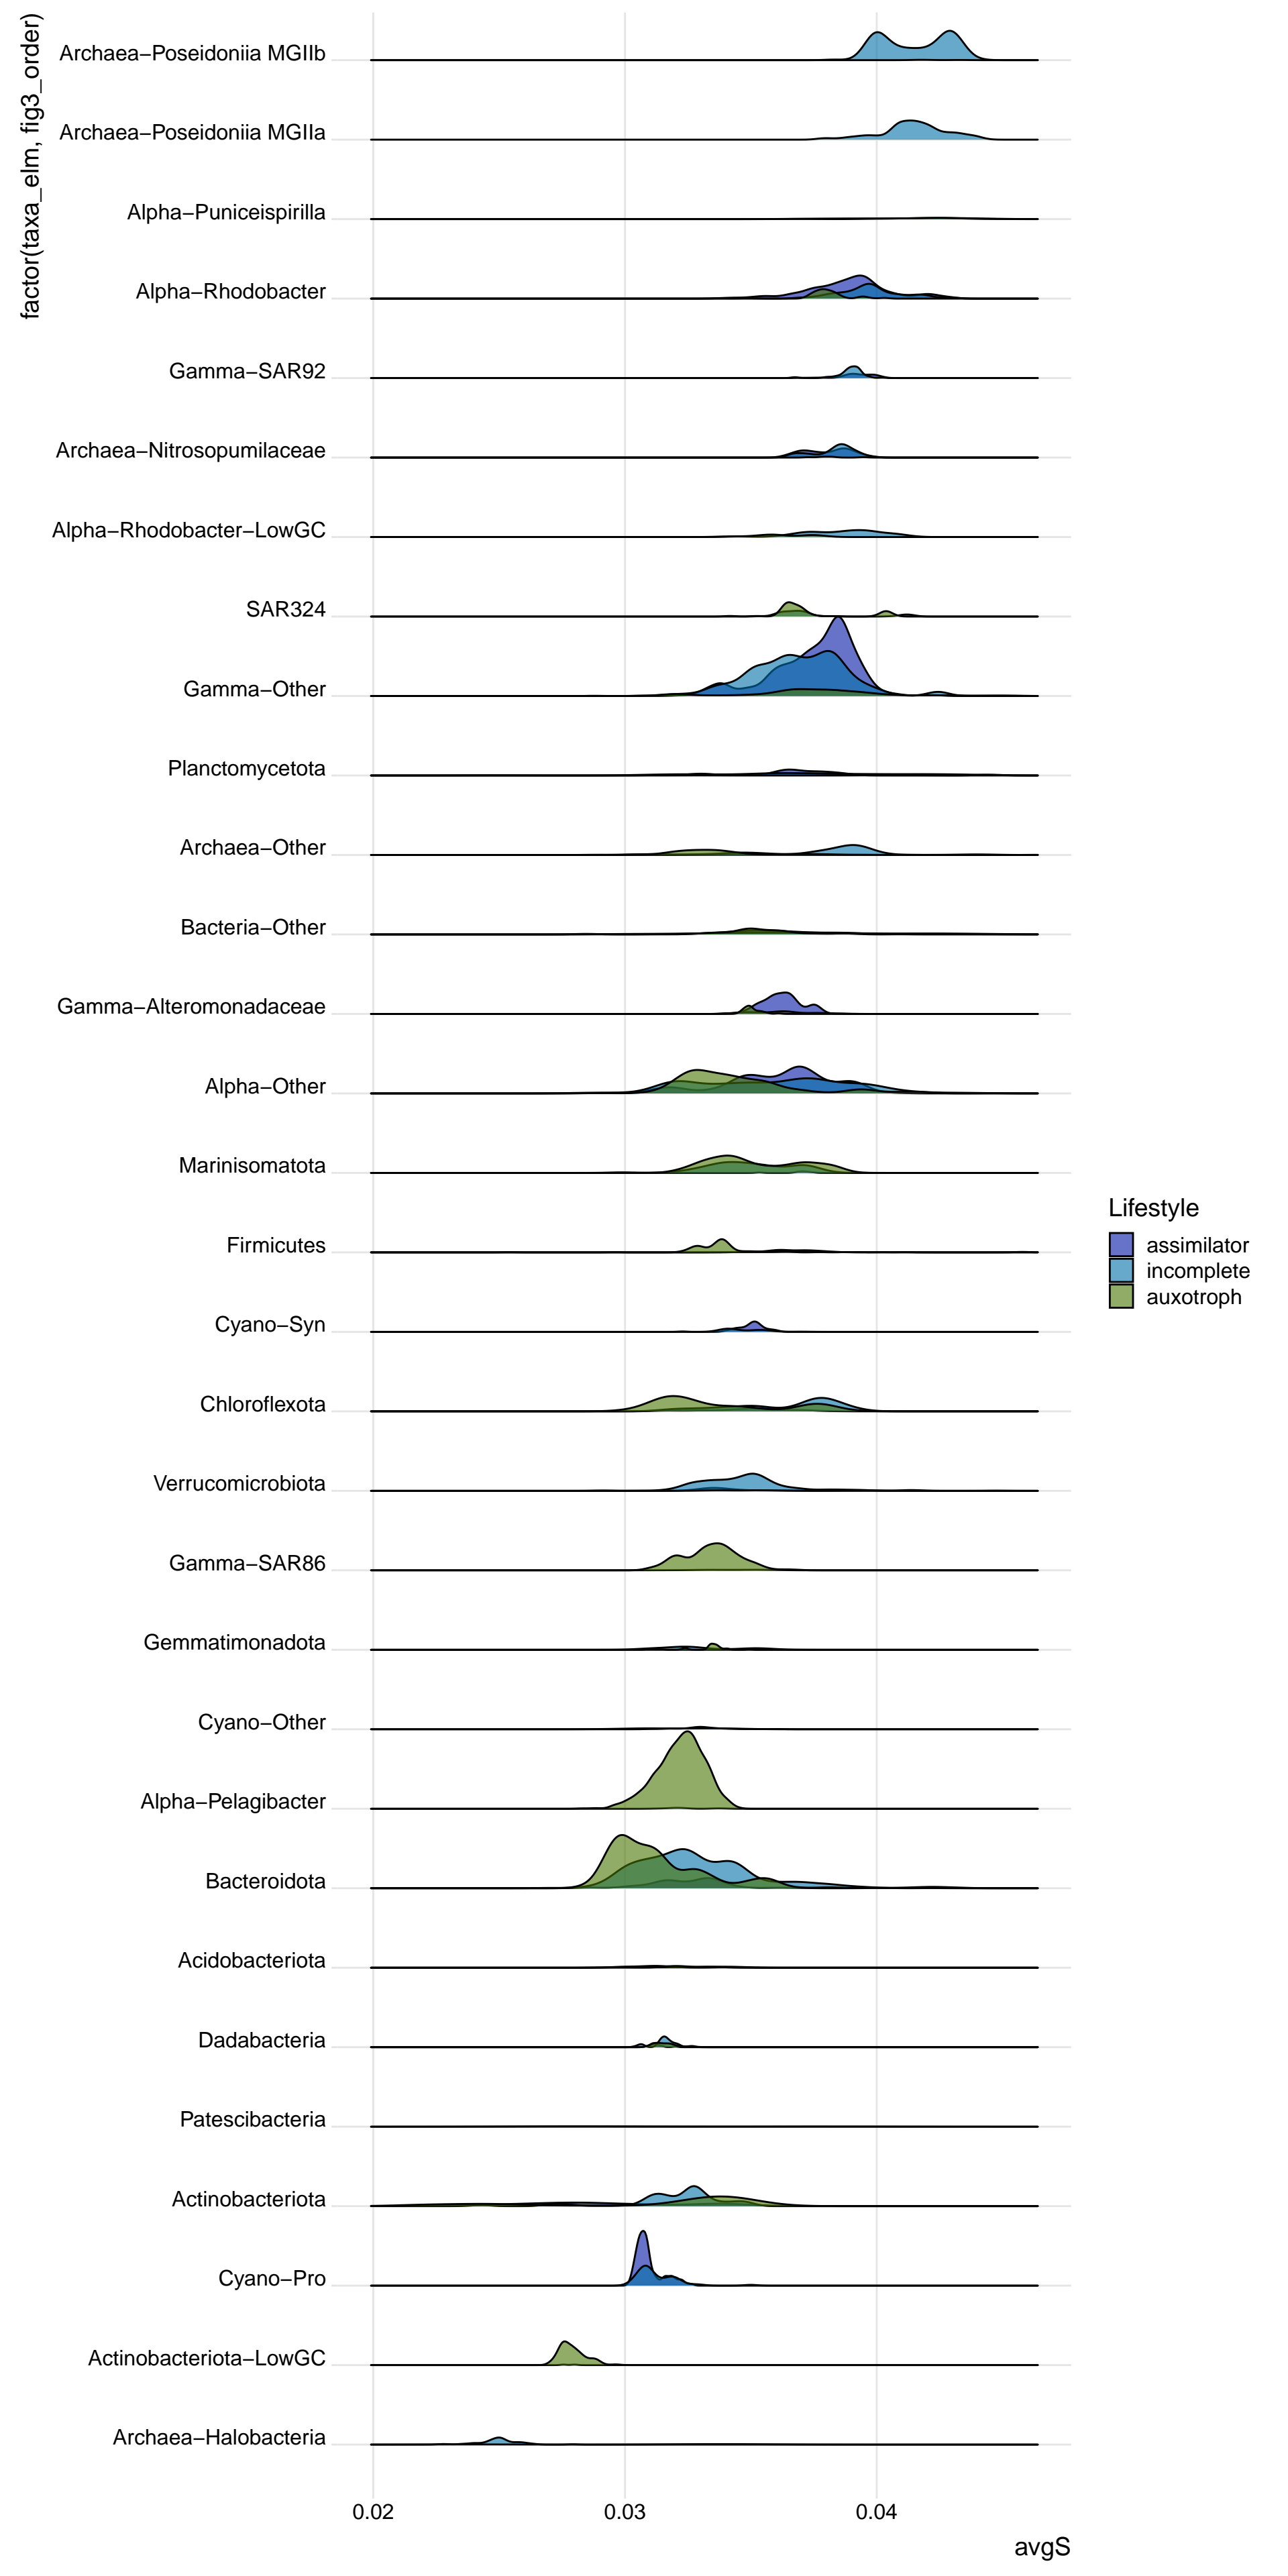 factor(taxa_elm, fig3_order)
Archaea−Poseidoniia MGIIb
Archaea−Poseidoniia MGIIa
Alpha−Puniceispirilla
Alpha−Rhodobacter
Gamma−SAR92
Archaea−Nitrosopumilaceae
Alpha−Rhodobacter−LowGC
SAR324
Gamma−Other
Planctomycetota
Archaea−Other
Bacteria−Other
Gamma−Alteromonadaceae
Alpha−Other
Marinisomatota
Firmicutes
Cyano−Syn
Chloroflexota
Verrucomicrobiota
Gamma−SAR86
Gemmatimonadota
Cyano−Other
Alpha−Pelagibacter
Bacteroidota
Acidobacteriota
Dadabacteria
Patescibacteria
Actinobacteriota
Cyano−Pro
Actinobacteriota−LowGC
Archaea−Halobacteria
0.02
0.03
0.04
avgS
Lifestyle
assimilator
incomplete
auxotroph